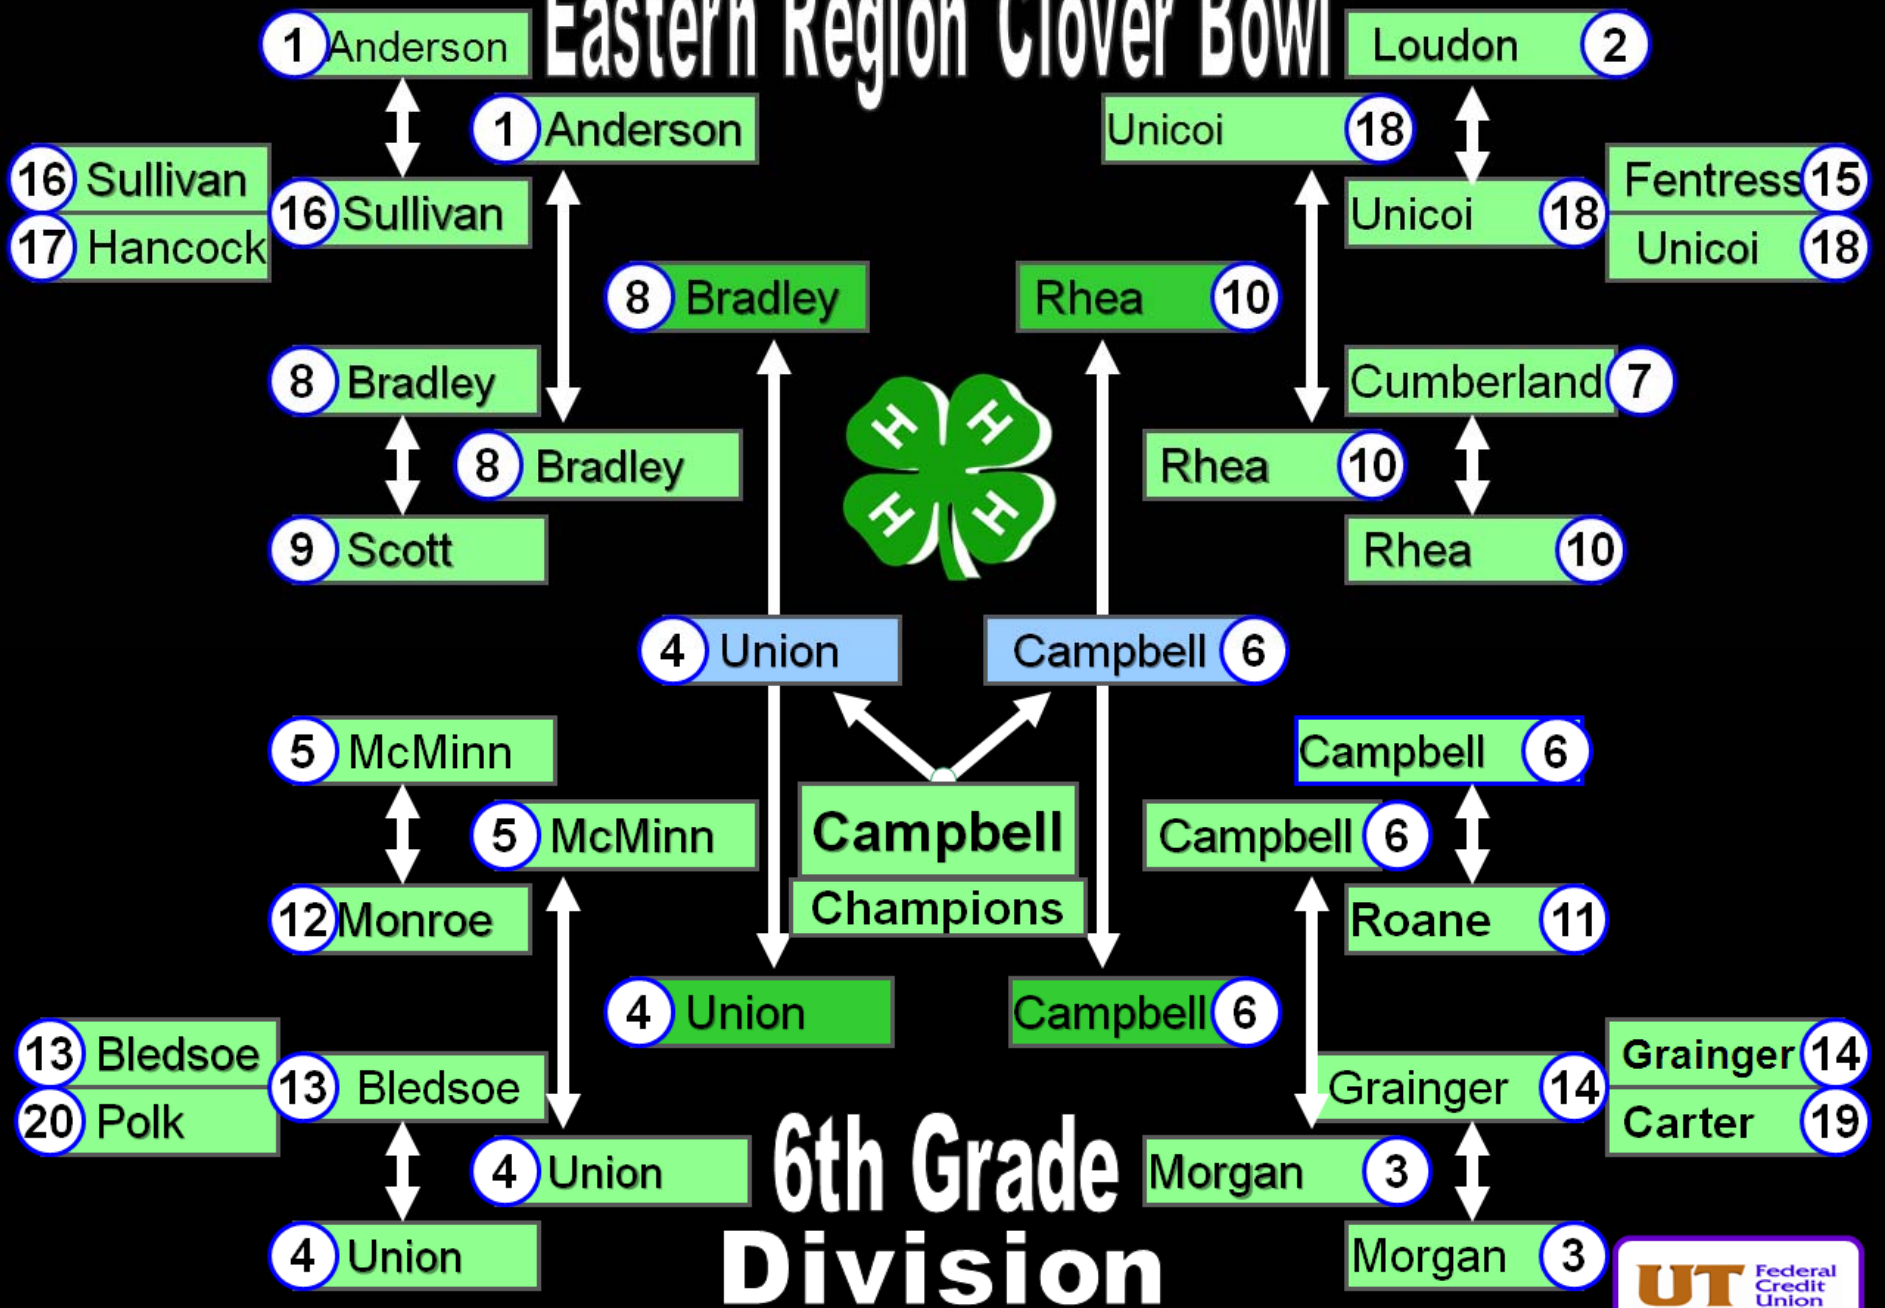 Eastern Region Clover Bowl
1 Anderson
Loudon 2
1 Anderson
Unicoi 18
16 Sullivan
17 Hancock
16 Sullivan
Unicoi 18
Fentress 15
Unicoi 18
8 Bradley
Rhea 10
8 Bradley
Cumberland 7
8 Bradley
Rhea 10
9 Scott
Rhea 10
H H
H H
4 Union
Campbell 6
5 McMinn
Campbell 6
5 McMinn
Campbell
Champions
Campbell 6
12 Monroe
Roane 11
4 Union
Campbell 6
13 Bledsoe
20 Polk
13 Bledsoe
Grainger 14
Grainger 14
Carter 19
4 Union
6th Grade
Division
Morgan 3
4 Union
Morgan 3
UT Federal
Credit
Union